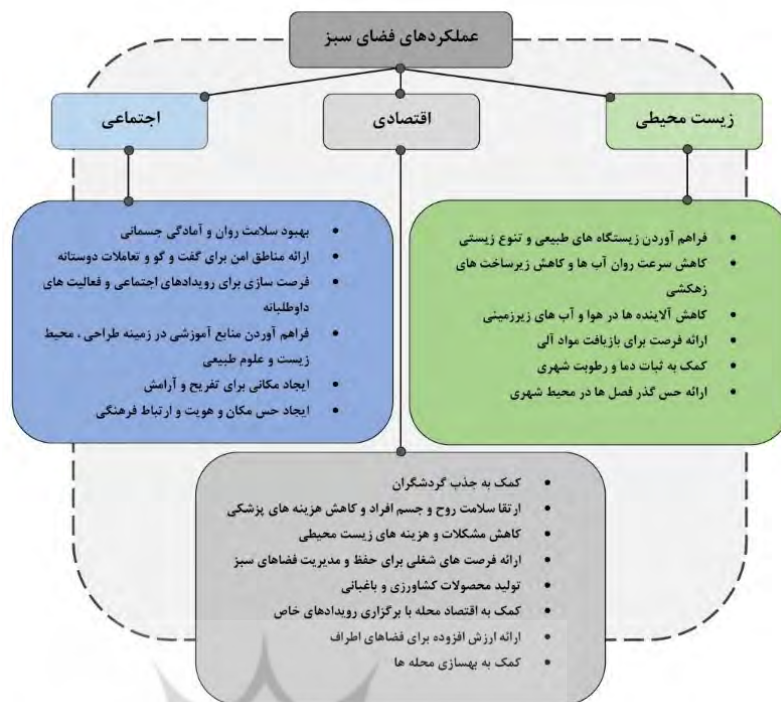 عملکردهای فضای سبز
زیست محیطی
اقتصادی
اجتماعی
• فراهم آوردن زیستگاه های طبیعی و تنوع زیستی
• کاهش سرعت روان آب ها و کاهش زیرساخت های
زهکشی
• کاهش آلاینده ها در هوا و آب های زیرزمینی
• ارائه فرصت برای بازیافت مواد آلی
• کمک به ثبات دما و رطوبت شهری
• ارائه حس گذر فصل ها در محیط شهری
• بهبود سلامت روان و آمادگی جسمانی
• ارائه مناطق امن برای گفت و گو و تعاملات دوستانه
• فرصت سازی برای رویدادهای اجتماعی و فعالیت های
داوطلبانه
• فراهم آوردن منابع آموزشی در زمینه طراحی ، محیط
زیست و علوم طبیعی
• ایجاد مکانی برای تفریح و آرامش
• ایجاد حس مکان و هویت و ارتباط فرهنگی
• کمک به جذب گردشگران
• ارتقا سلامت روح و جسم افراد و کاهش هزینه های پزشکی
• کاهش مشکلات و هزینه های زیست محیطی
• ارائه فرصت های شغلی برای حفظ و مدیریت فضاهای سبز
• تولید محصولات کشاورزی و باغبانی
• کمک به اقتصاد محله با برگزاری رویدادهای خاص
• ارائه ارزش افزوده برای فضاهای اطراف
• کمک به بهسازی محله ها